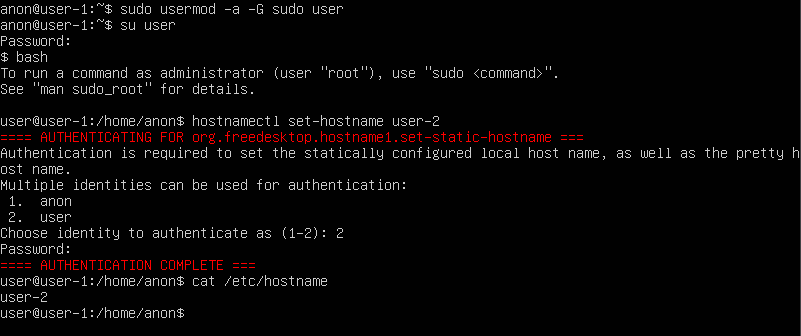 anon@user-1:~$ sudo usermod -a -G sudo user
anon@user-1:~$ su user
Password:
$ bash
To run a command as administrator (user "root"), use "sudo <command>".
See "man sudo_root" for details.

user@user-1:/home/anon$ hostnamectl set-hostname user-2
==== AUTHENTICATING FOR org.freedesktop.hostname1.set-static-hostname ===
Authentication is required to set the statically configured local host name, as well as the pretty h
ost name.
Multiple identities can be used for authentication:
 1.  anon
 2.  user
Choose identity to authenticate as (1-2): 2
Password:
==== AUTHENTICATION COMPLETE ===
user@user-1:/home/anon$ cat /etc/hostname
user-2
user@user-1:/home/anon$